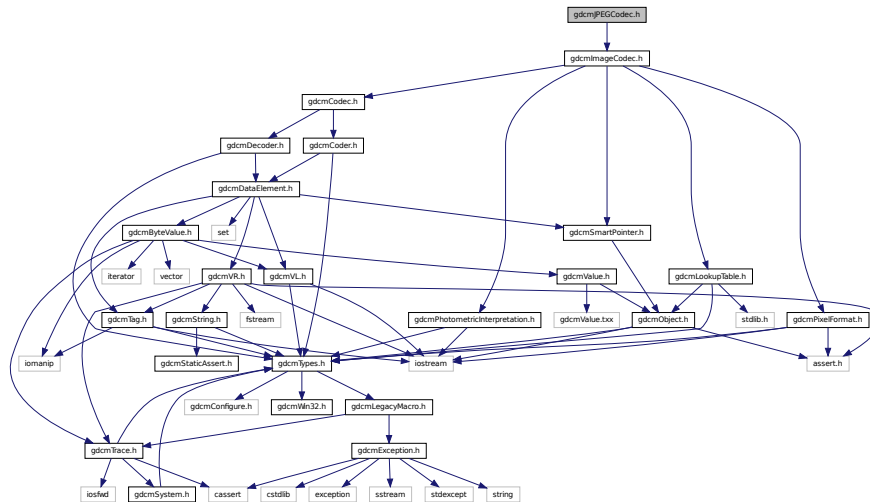 gdcmJPEGCodec.h
gdcmImageCodec.h
gdcmCodec.h
gdcmDecoder.h
gdcmCoder.h
gdcmDataElement.h
gdcmByteValue.h
set
gdcmSmartPointer.h
iterator
vector
gdcmVR.h
gdcmVL.h
gdcmValue.h
gdcmLookupTable.h
gdcmTag.h
gdcmString.h
fstream
gdcmPhotometricInterpretation.h
gdcmValue.txx
gdcmObject.h
stdlib.h
gdcmPixelFormat.h
iomanip
gdcmStaticAssert.h
gdcmTypes.h
iostream
assert.h
gdcmConfigure.h
gdcmWin32.h
gdcmLegacyMacro.h
gdcmTrace.h
gdcmException.h
iosfwd
gdcmSystem.h
cassert
cstdlib
exception
sstream
stdexcept
string